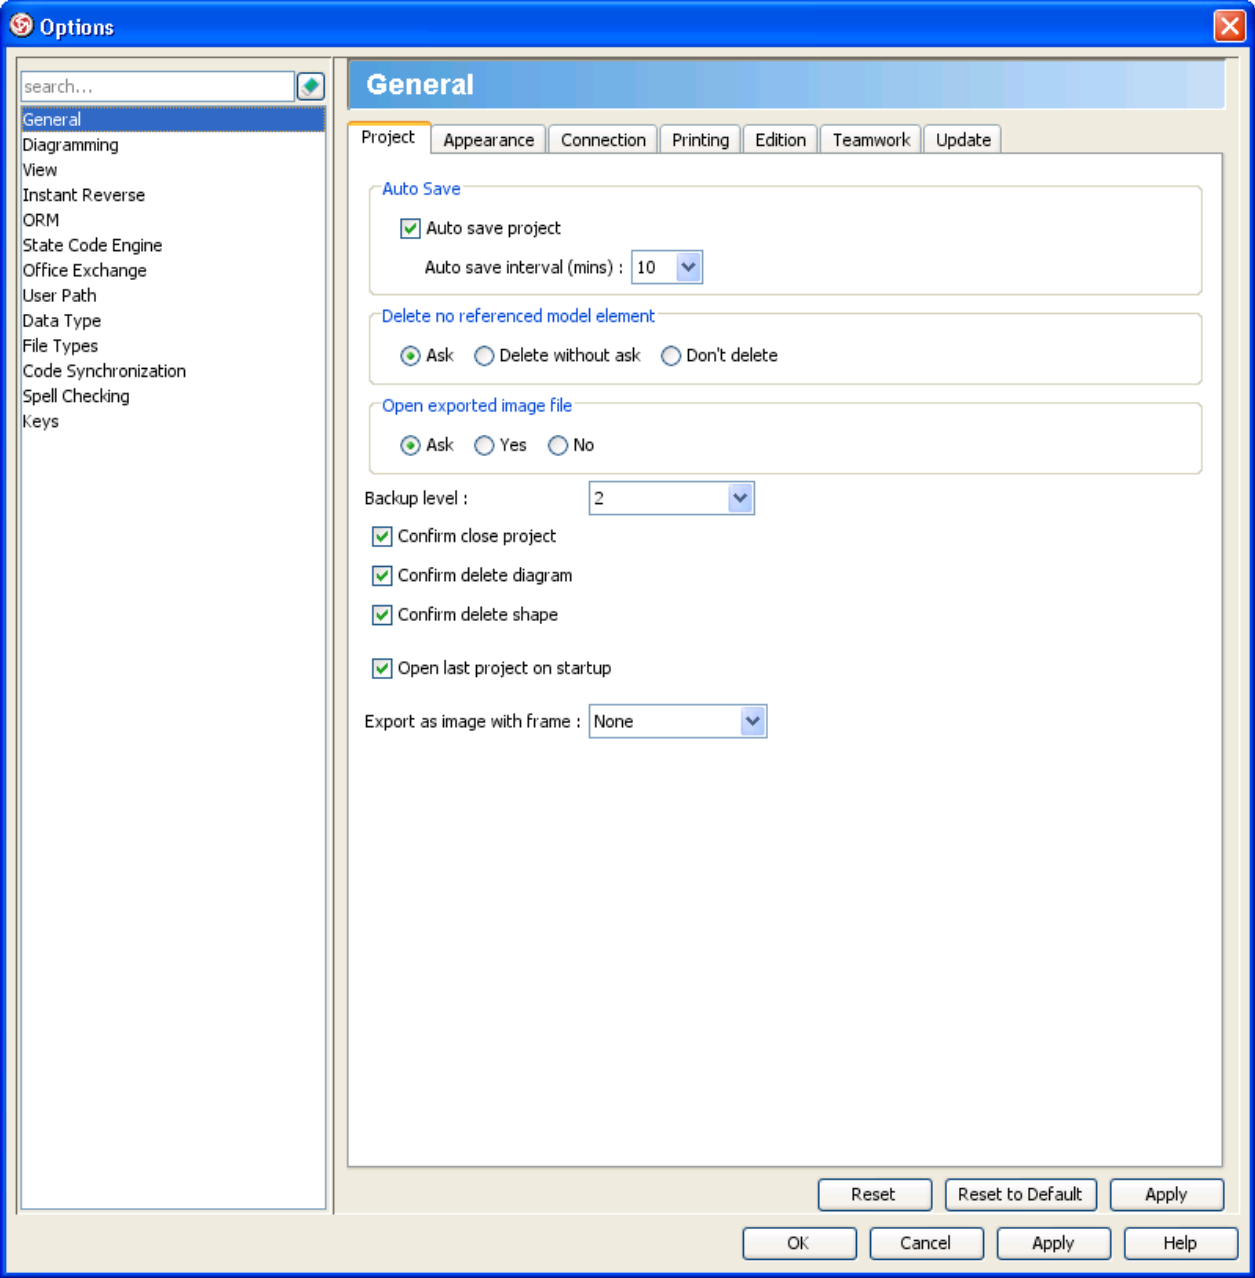 Options
search...
General
Diagramming
View
Instant Reverse
ORM
State Code Engine
Office Exchange
User Path
Data Type
File Types
Code Synchronization
Spell Checking
Keys
General
Project Appearance Connection Printing Edition Teamwork Update
Auto Save
Auto save project
Auto save interval (mins) : 10
Delete no referenced model element
Ask Delete without ask Don't delete
Open exported image file
Ask Yes No
Backup level : 2
Confirm close project
Confirm delete diagram
Confirm delete shape
Open last project on startup
Export as image with frame : None
Reset Reset to Default Apply
OK Cancel Apply Help